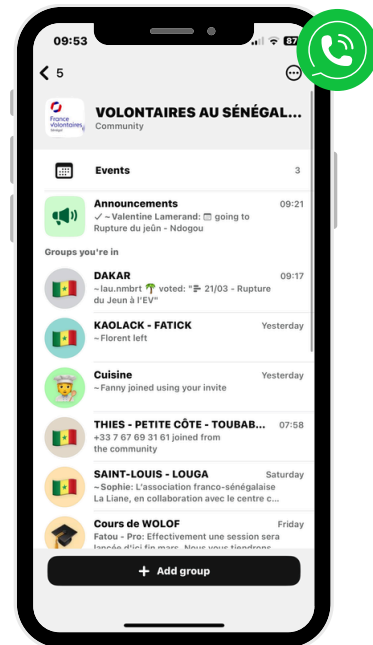 09:53
87
5
France
Volontaires
Sénégal
VOLONTAIRES AU SÉNÉGAL...
Community
Events
3
Announcements
09:21
~ Valentine Lamerand: going to
Rupture du jeûn - Ndogou
Groups you're in
DAKAR
09:17
~lau.nmbrt voted: "21/03 - Rupture
du Jeun à l'EV"
KAOLACK - FATICK
Yesterday
~Florent left
Cuisine
Yesterday
~Fanny joined using your invite
THIES - PETITE CÔTE - TOUBAB...
07:58
+33 7 67 69 31 61 joined from
the community
SAINT-LOUIS - LOUGA
Saturday
~Sophie: L'association franco-sénégalaise
La Liane, en collaboration avec le centre c...
Cours de WOLOF
Friday
Fatou - Pro: Effectivement une session sera
lancée d'ici fin mars. Nous vous tiendrons
+ Add group